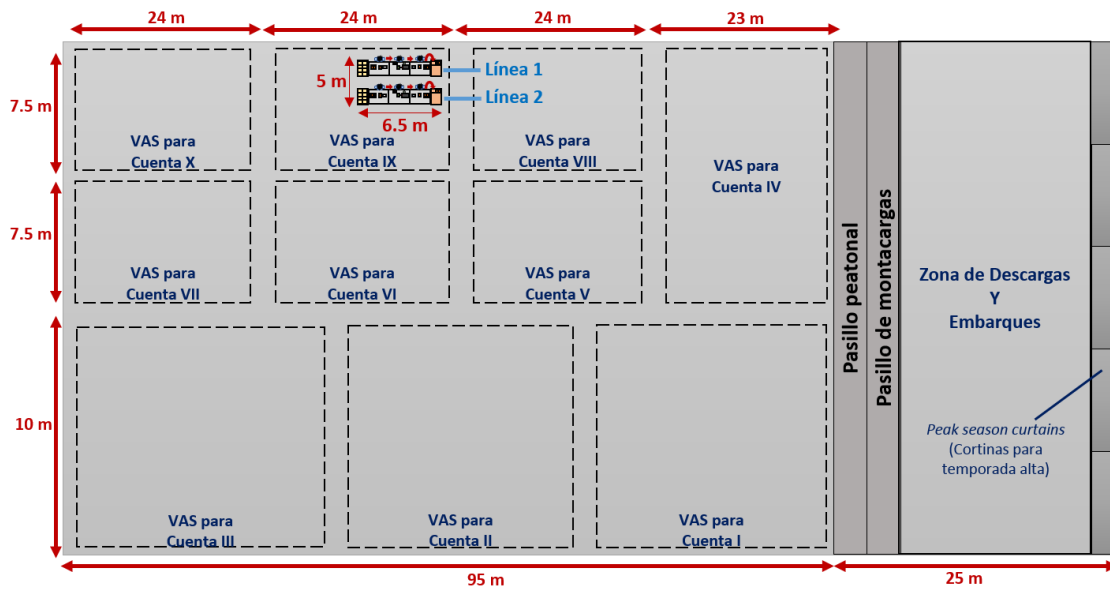 24 m
24 m
24 m
23 m
7.5 m
5 m
Línea 1
Línea 2
6.5 m
VAS para
Cuenta X
VAS para
Cuenta IX
VAS para
Cuenta VIII
VAS para
Cuenta IV
7.5 m
VAS para
Cuenta VII
VAS para
Cuenta VI
VAS para
Cuenta V
10 m
VAS para
Cuenta III
VAS para
Cuenta II
VAS para
Cuenta I
Pasillo peatonal
Pasillo de montacargas
Zona de Descargas
Y
Embarques
Peak season curtains
(Cortinas para
temporada alta)
95 m
25 m